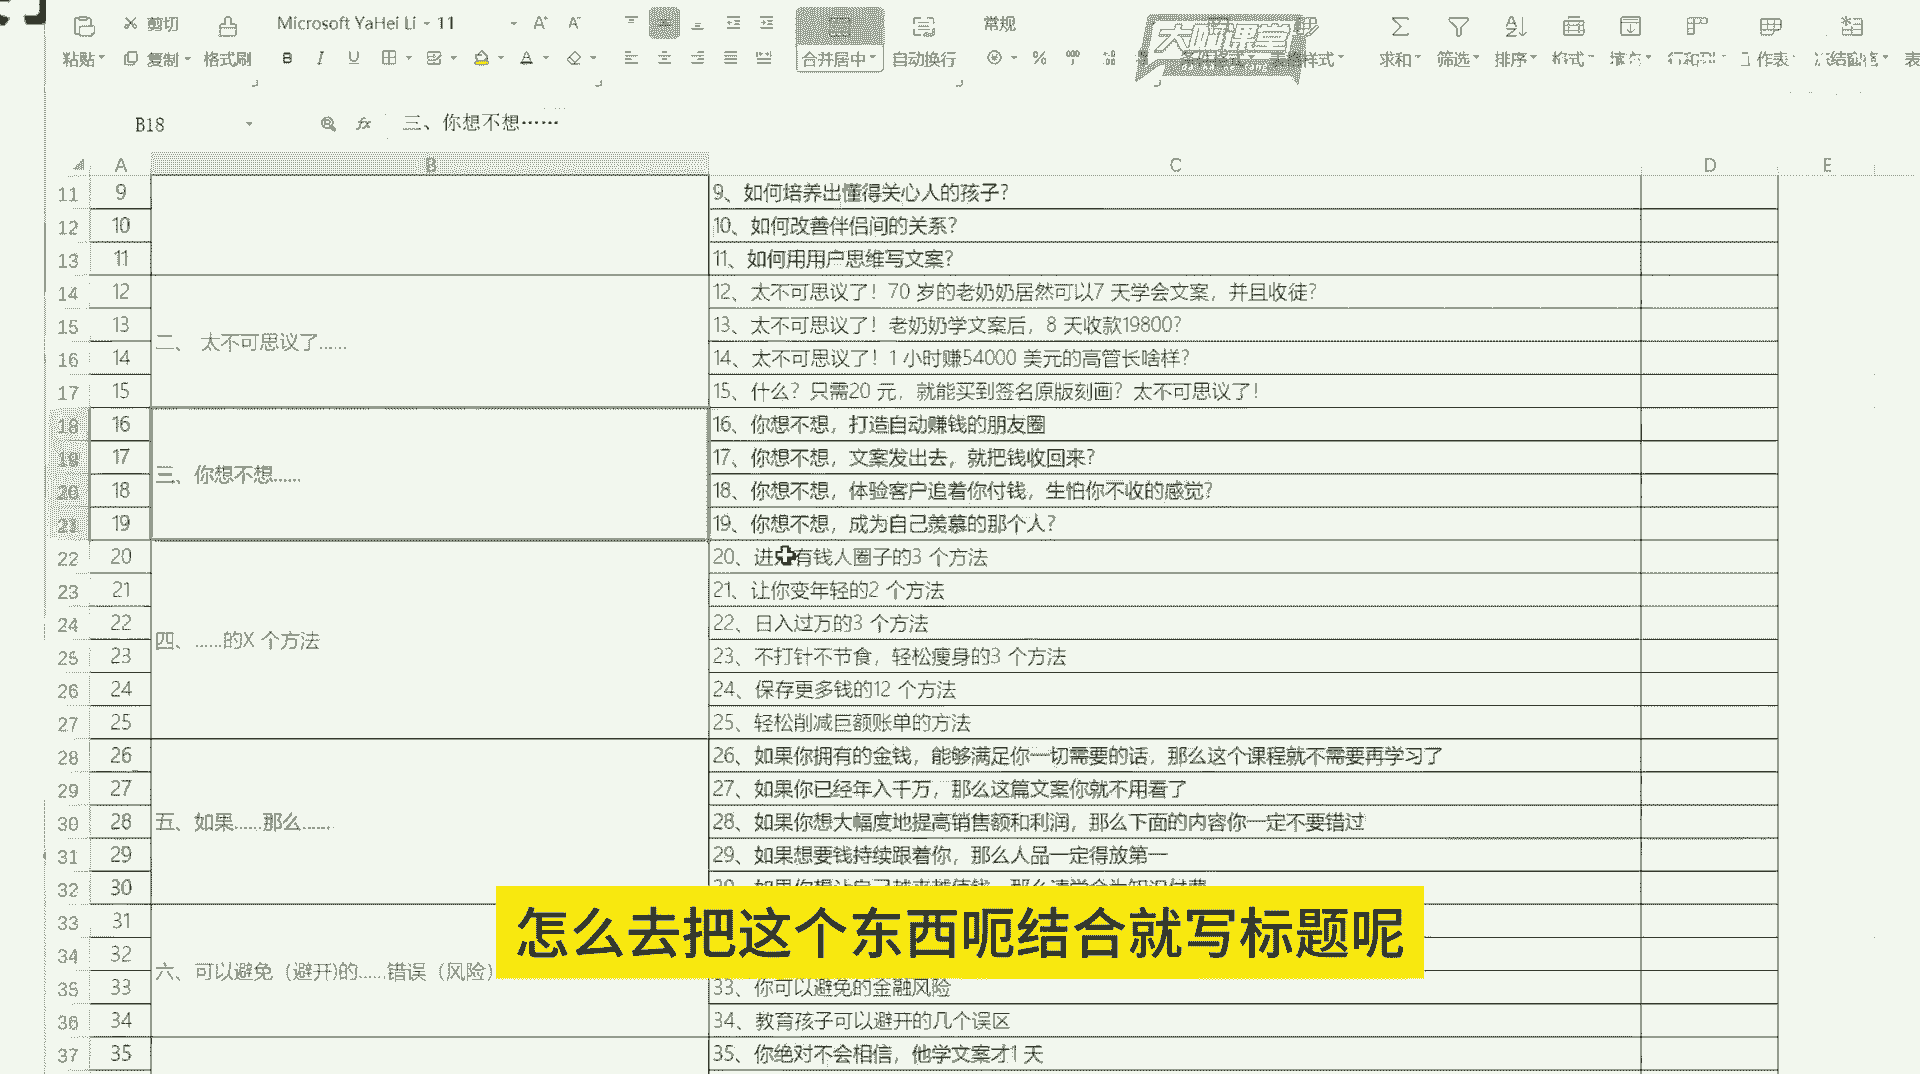 剪切 Microsoft YaHei Li 11 A⁺ A⁻ 常规
大咖课堂
粘贴 复制 格式刷 B I U A 合并居中 自动换行 % 求和 筛选 排序 格式 填充 行和列 工作表 冻结窗格 表
B18 fx 三、你想不想……
A B C D E
11 9 9、如何培养出懂得关心人的孩子?
12 10 10、如何改善伴侣间的关系?
13 11 11、如何用用户思维写文案?
14 12 12、太不可思议了！70 岁的老奶奶居然可以7 天学会文案，并且收徒?
15 13 二、 太不可思议了…… 13、太不可思议了！老奶奶学文案后，8 天收款19800?
16 14 14、太不可思议了！1 小时赚54000 美元的高管长啥样?
17 15 15、什么？只需20 元，就能买到签名原版刻画？太不可思议了！
18 16 16、你想不想，打造自动赚钱的朋友圈
19 17 三、你想不想…… 17、你想不想，文案发出去，就把钱收回来?
20 18 18、你想不想，体验客户追着你付钱，生怕你不收的感觉?
21 19 19、你想不想，成为自己羡慕的那个人?
22 20 20、进 有钱人圈子的3 个方法
23 21 21、让你变年轻的2 个方法
24 22 四、……的X 个方法 22、日入过万的3 个方法
25 23 23、不打针不节食，轻松瘦身的3 个方法
26 24 24、保存更多钱的12 个方法
27 25 25、轻松削减巨额账单的方法
28 26 26、如果你拥有的金钱，能够满足你一切需要的话，那么这个课程就不需要再学习了
29 27 27、如果你已经年入千万，那么这篇文案你就不用看了
30 28 五、如果……那么…… 28、如果你想大幅度地提高销售额和利润，那么下面的内容你一定不要错过
31 29 29、如果想要钱持续跟着你，那么人品一定得放第一
32 30
33 31
34 32 六、可以避免（避开)的……错误（风险）
35 33 33、你可以避免的金融风险
36 34 34、教育孩子可以避开的几个误区
37 35 35、你绝对不会相信，他学文案才1 天
怎么去把这个东西呃结合就写标题呢